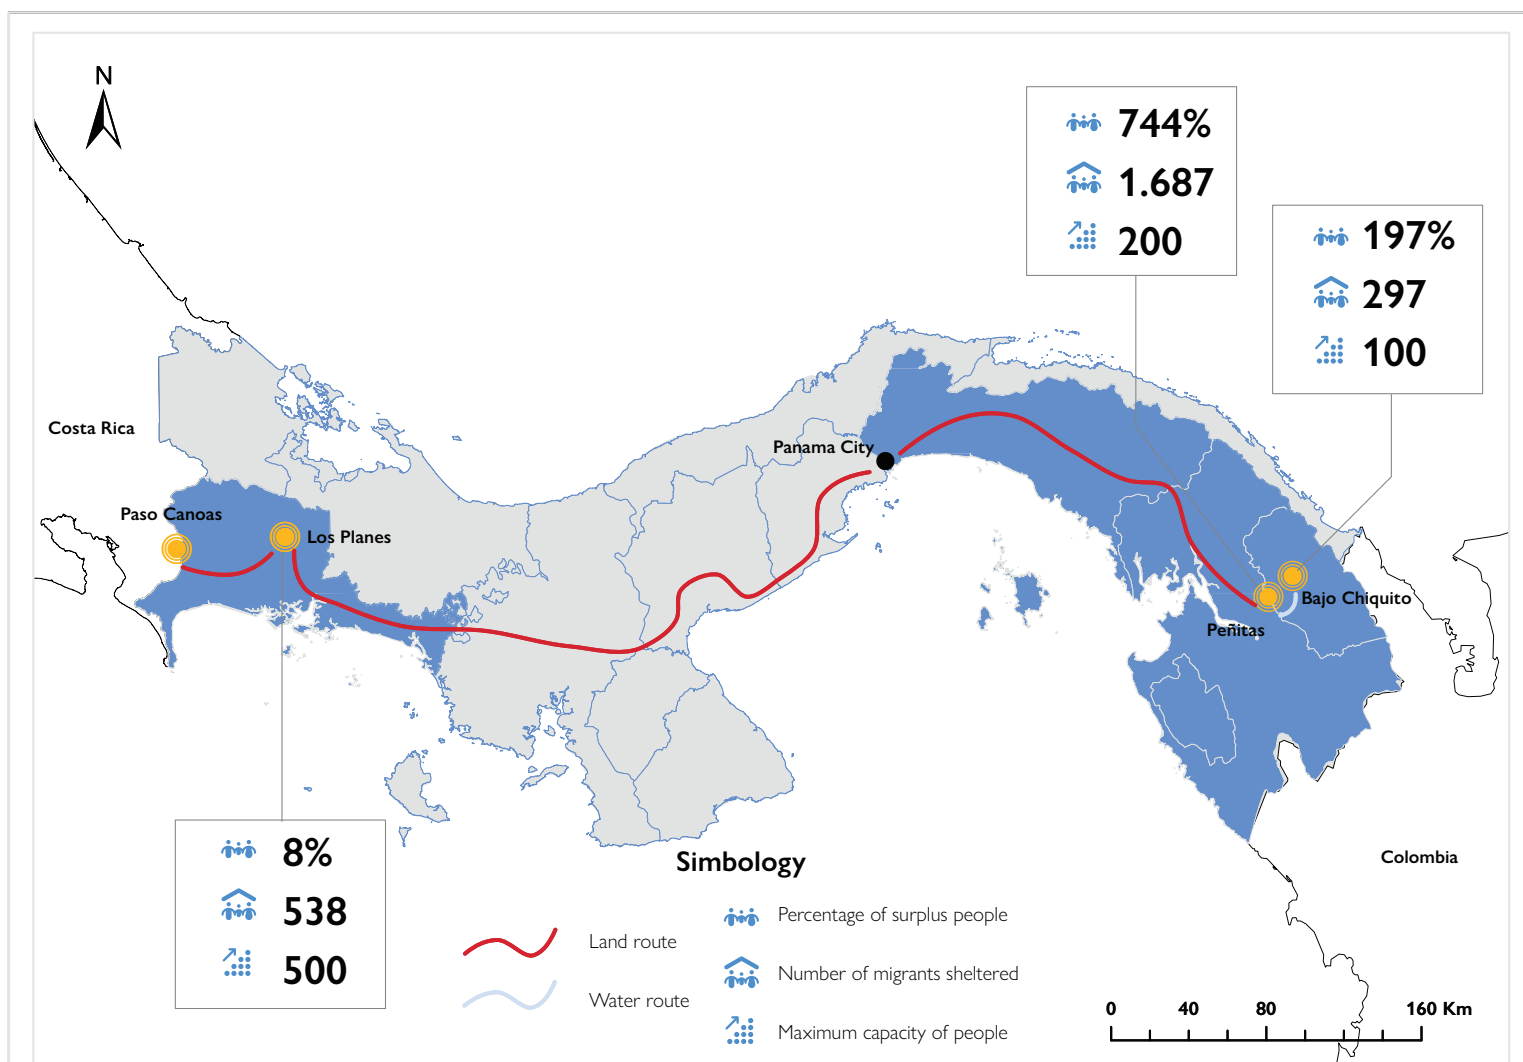 N
744%
1.687
200
197%
297
100
Costa Rica
Panama City
Paso Canoas
Los Planes
Bajo Chiquito
Peñitas
Colombia
8%
538
500
Simbology
Land route
Water route
Percentage of surplus people
Number of migrants sheltered
Maximum capacity of people
0 40 80 160 Km